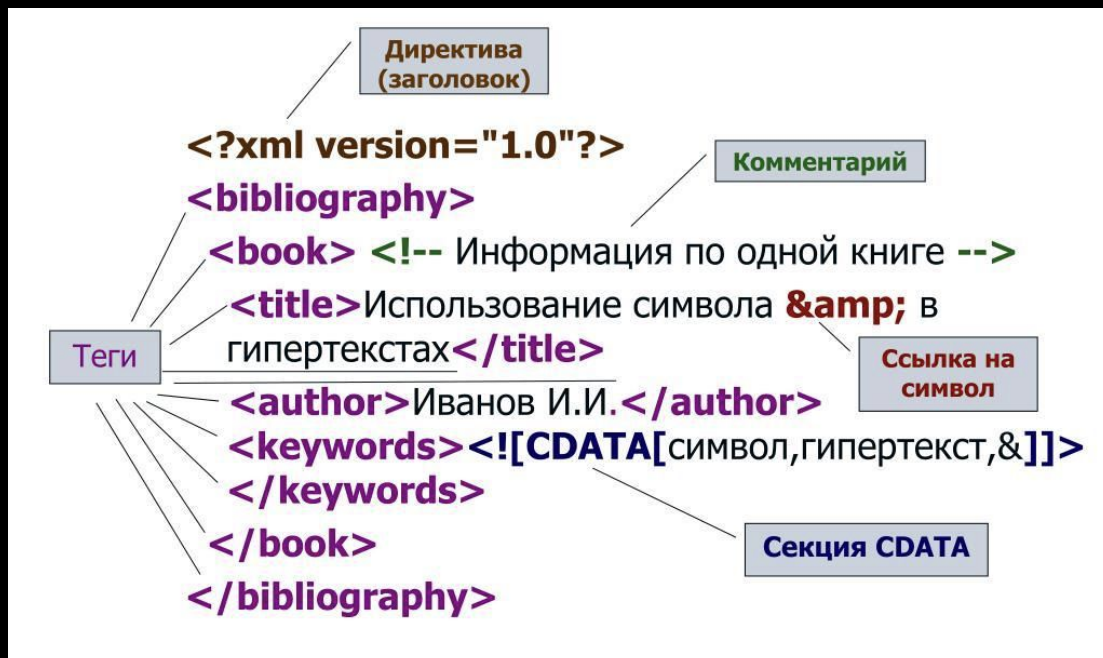 Директива
(заголовок)
<?xml version="1.0"?>
Комментарий
<bibliography>
<book> <!-- Информация по одной книге -->
<title>Использование символа &amp; в
гипертекстах</title>
Теги
Ссылка на
символ
<author>Иванов И.И.</author>
<keywords><![CDATA[символ,гипертекст,&]]>
</keywords>
</book>
Секция CDATA
</bibliography>